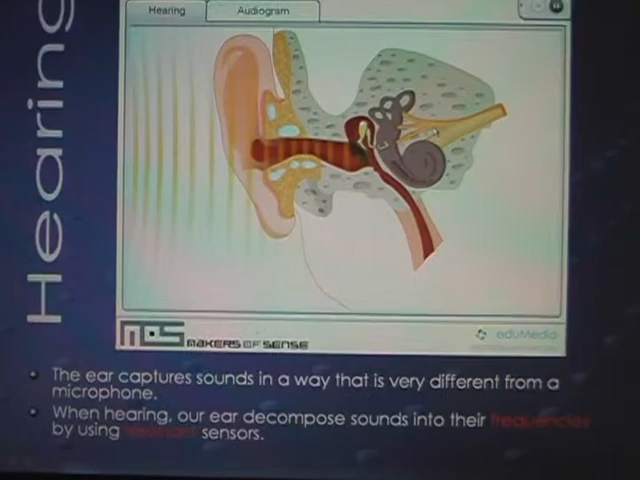 Hearing
Hearing
Audiogram
MOS MAKERS OF SENSE
eduMedia
The ear captures sounds in a way that is very different from a
microphone.
When hearing, our ear decompose sounds into their frequencies
by using sensors.